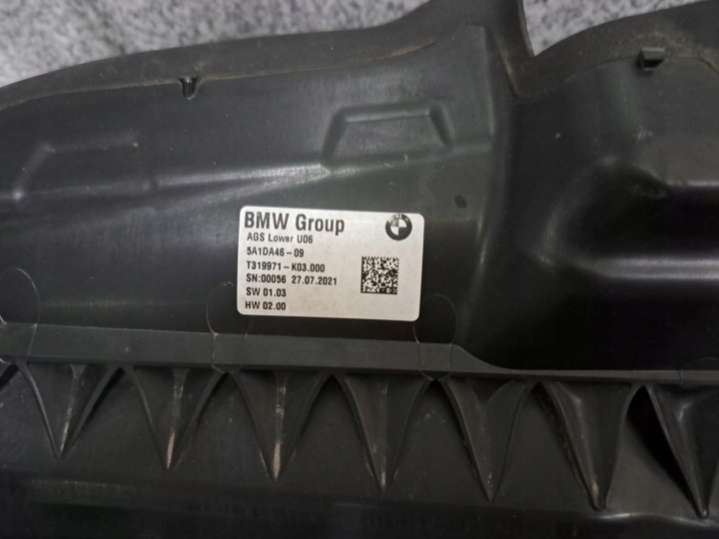 BMW Group
AGS Lower U06
5A1DA46-09
T319971-K03.000
SN:00056 27.07.2021
SW 01.03
HW 02.00